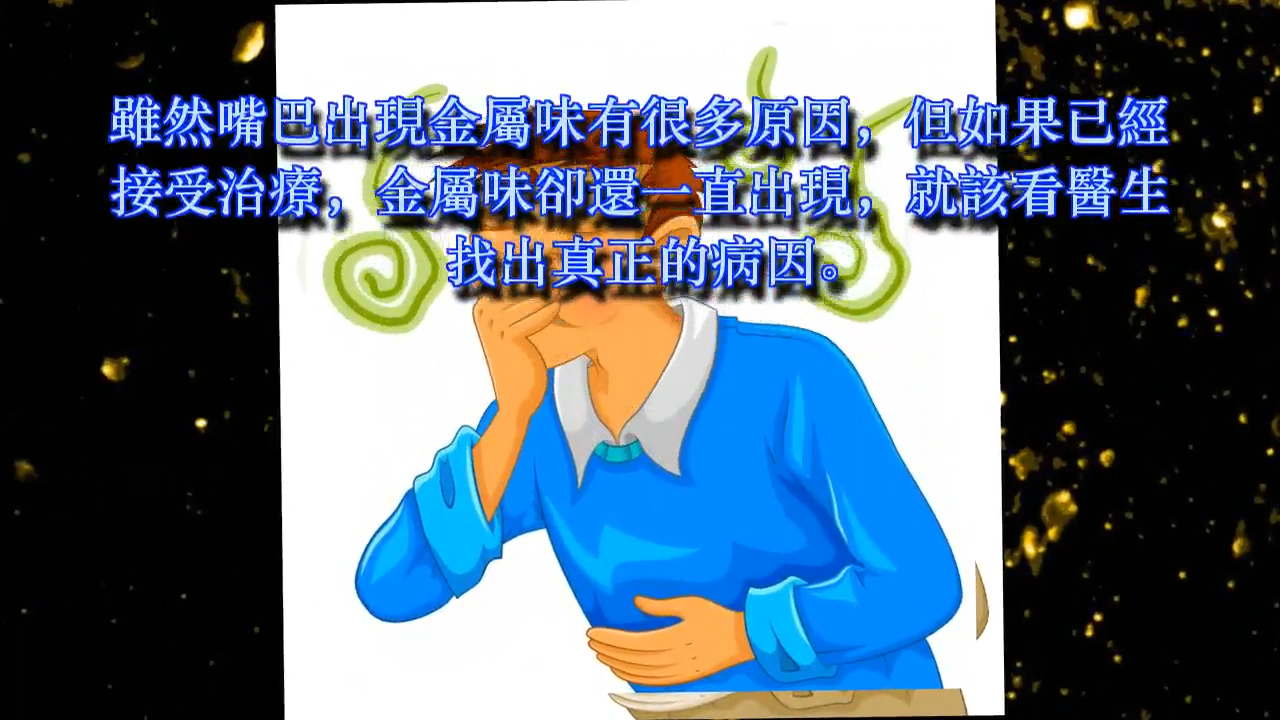 雖然嘴巴出現金屬味有很多原因，但如果已經
接受治療，金屬味卻還一直出現，就該看醫生
找出真正的病因。